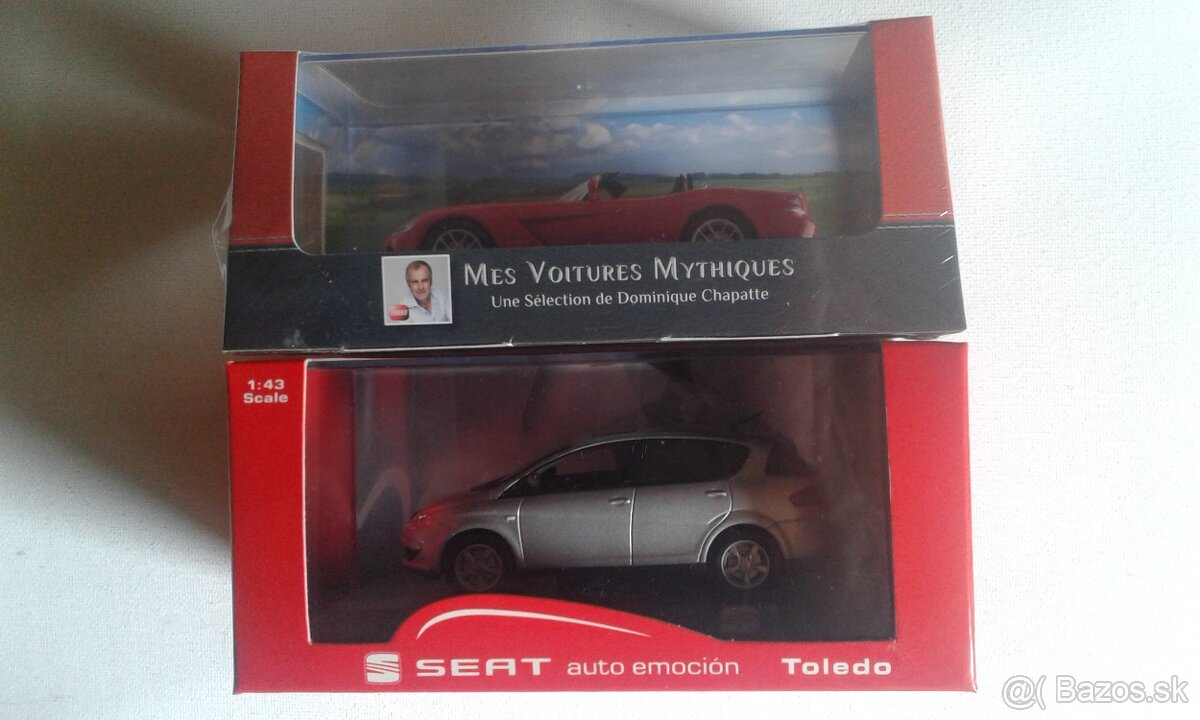 Mes Voitures Mythiques
Une Sélection de Dominique Chapatte
1:43
Scale
SEAT auto emoción Toledo
@( Bazos.sk